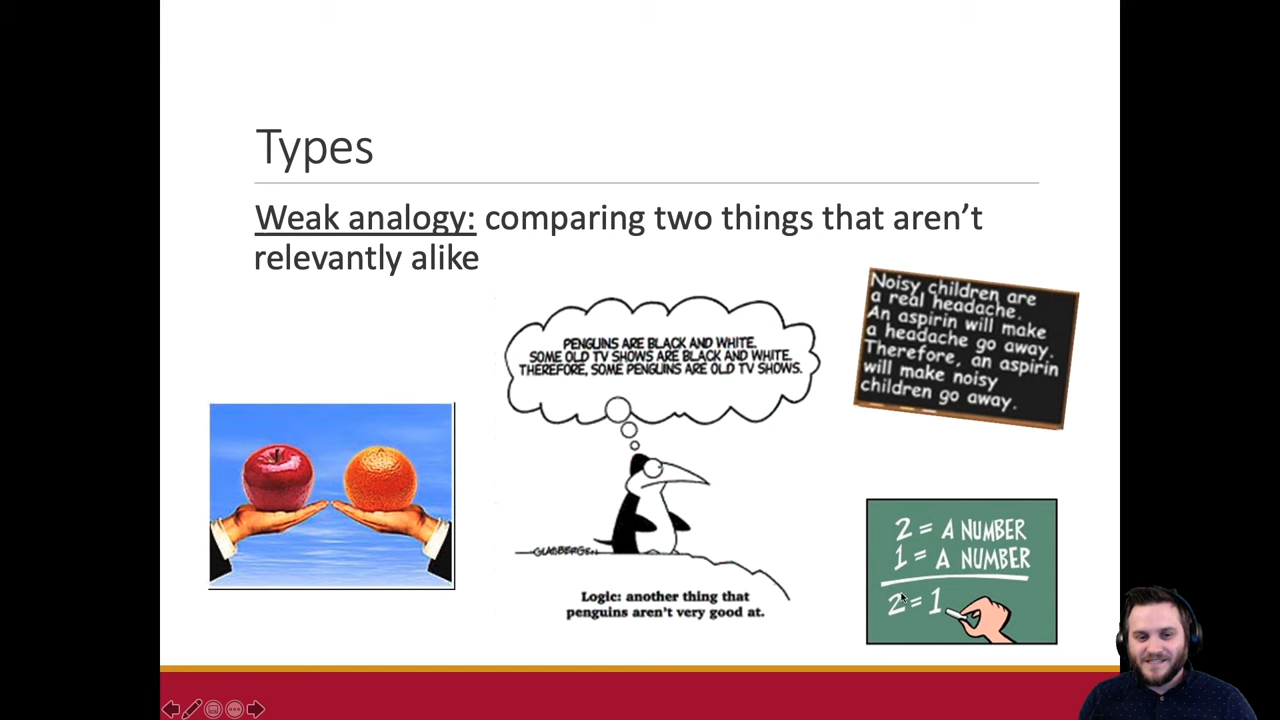 Types
Weak analogy: comparing two things that aren’t
relevantly alike
PENGUINS ARE BLACK AND WHITE.
SOME OLD TV SHOWS ARE BLACK AND WHITE.
THEREFORE, SOME PENGUINS ARE OLD TV SHOWS.
GLASBERGEN
Logic: another thing that
penguins aren't very good at.
Noisy children are
a real headache.
An aspirin will make
a headache go away.
Therefore, an aspirin
will make noisy
children go away.
2 = A NUMBER
1 = A NUMBER
2 = 1